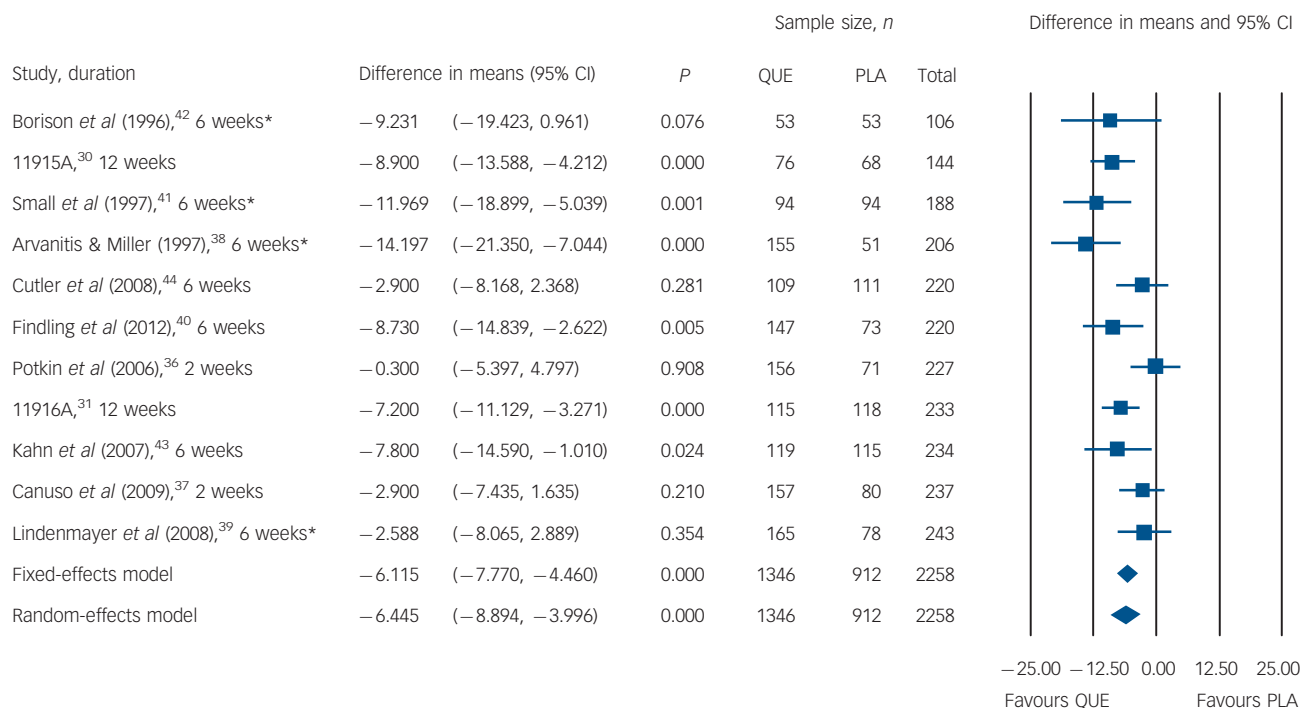 Sample size, n Difference in means and 95% CI
Study, duration Difference in means (95% CI) P QUE PLA Total
Borison et al (1996),42 6 weeks* −9.231 (−19.423, 0.961) 0.076 53 53 106
11915A,30 12 weeks −8.900 (−13.588, −4.212) 0.000 76 68 144
Small et al (1997),41 6 weeks* −11.969 (−18.899, −5.039) 0.001 94 94 188
Arvanitis & Miller (1997),38 6 weeks* −14.197 (−21.350, −7.044) 0.000 155 51 206
Cutler et al (2008),44 6 weeks −2.900 (−8.168, 2.368) 0.281 109 111 220
Findling et al (2012),40 6 weeks −8.730 (−14.839, −2.622) 0.005 147 73 220
Potkin et al (2006),36 2 weeks −0.300 (−5.397, 4.797) 0.908 156 71 227
11916A,31 12 weeks −7.200 (−11.129, −3.271) 0.000 115 118 233
Kahn et al (2007),43 6 weeks −7.800 (−14.590, −1.010) 0.024 119 115 234
Canuso et al (2009),37 2 weeks −2.900 (−7.435, 1.635) 0.210 157 80 237
Lindenmayer et al (2008),39 6 weeks* −2.588 (−8.065, 2.889) 0.354 165 78 243
Fixed-effects model −6.115 (−7.770, −4.460) 0.000 1346 912 2258
Random-effects model −6.445 (−8.894, −3.996) 0.000 1346 912 2258
−25.00 −12.50 0.00 12.50 25.00
Favours QUE Favours PLA